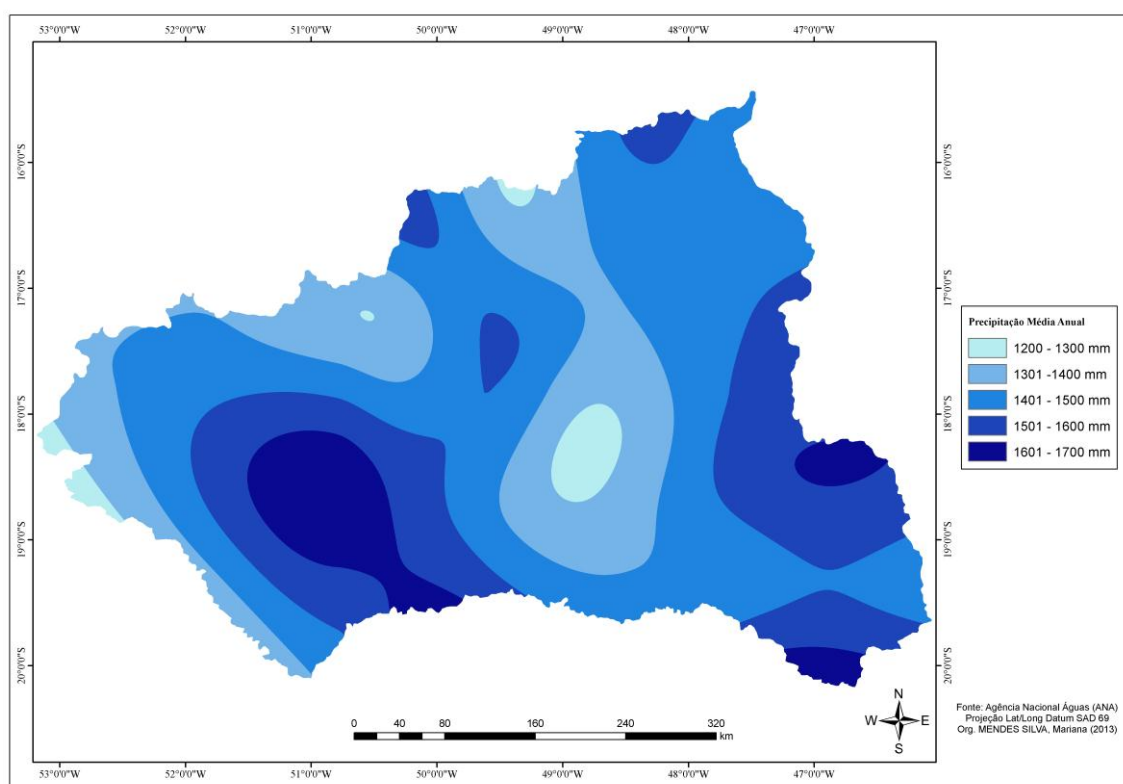 53°0'0"W 52°0'0"W 51°0'0"W 50°0'0"W 49°0'0"W 48°0'0"W 47°0'0"W
16°0'0"S 16°0'0"S
17°0'0"S 17°0'0"S
18°0'0"S 18°0'0"S
19°0'0"S 19°0'0"S
20°0'0"S 20°0'0"S
Precipitação Média Anual
1200 - 1300 mm
1301 -1400 mm
1401 - 1500 mm
1501 - 1600 mm
1601 - 1700 mm
N
W E
S
0 40 80 160 240 320
km
Fonte: Agência Nacional Águas (ANA)
Projeção Lat/Long Datum SAD 69
Org. MENDES SILVA, Mariana (2013)
53°0'0"W 52°0'0"W 51°0'0"W 50°0'0"W 49°0'0"W 48°0'0"W 47°0'0"W